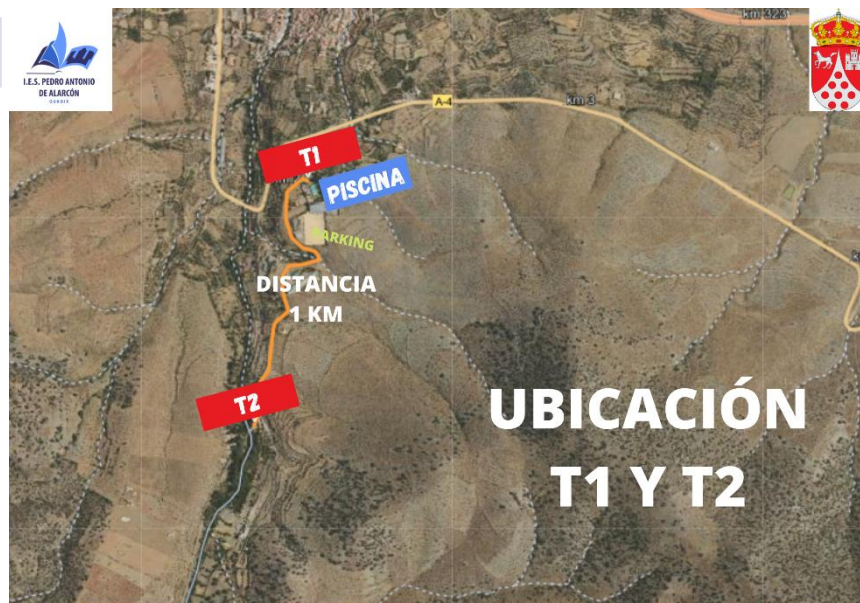 km 323
I.E.S. PEDRO ANTONIO
DE ALARCÓN
GUADIX
A-4
km 3
T1
PISCINA
PARKING
DISTANCIA
1 KM
T2
UBICACIÓN
T1 Y T2